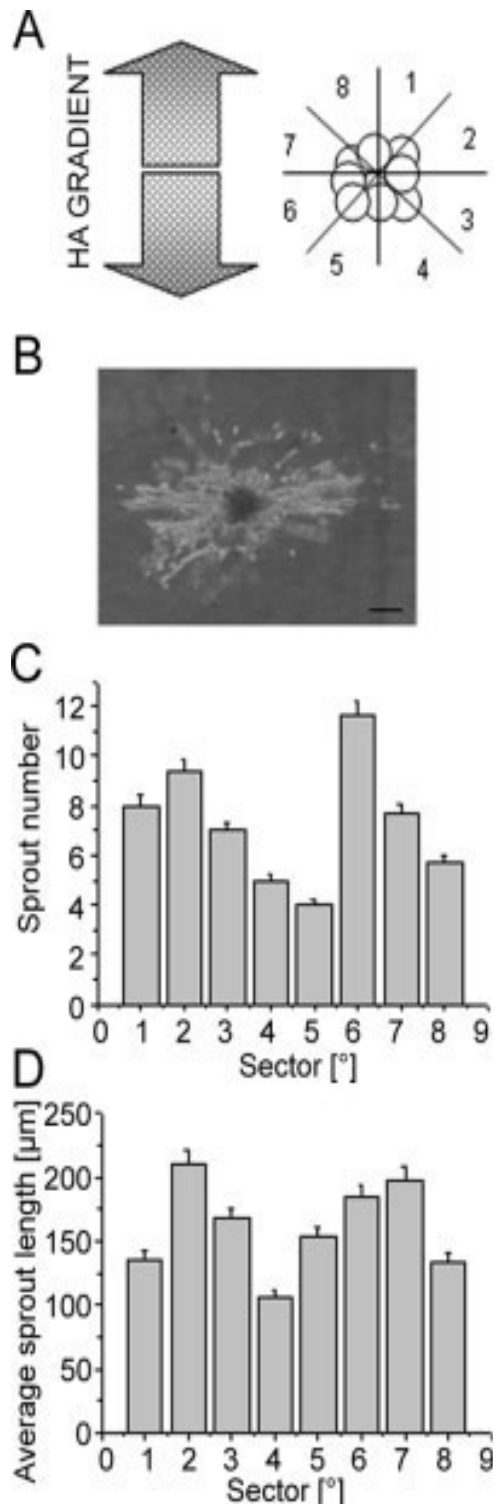 A
HA GRADIENT
8 1
7 2
6 3
5 4
B
C
Sprout number
12
10
8
6
4
2
0
0 1 2 3 4 5 6 7 8 9
Sector [°]
D
Average sprout length [µm]
250
200
150
100
50
0
0 1 2 3 4 5 6 7 8 9
Sector [°]